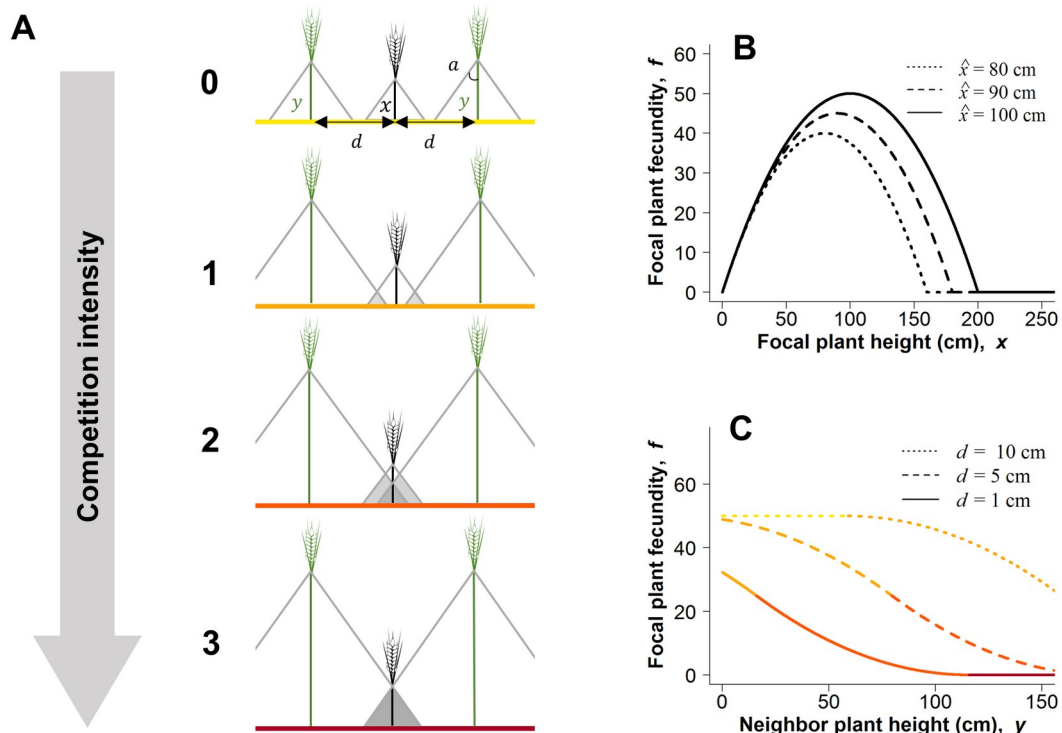 A
Competition intensity
0
y
x
y
a
d
d
1
2
3
B
Focal plant fecundity, f
60
50
40
30
20
10
0
x̂ = 80 cm
x̂ = 90 cm
x̂ = 100 cm
0 50 100 150 200 250
Focal plant height (cm), x
C
Focal plant fecundity, f
60
40
20
0
d = 10 cm
d = 5 cm
d = 1 cm
0 50 100 150
Neighbor plant height (cm), y